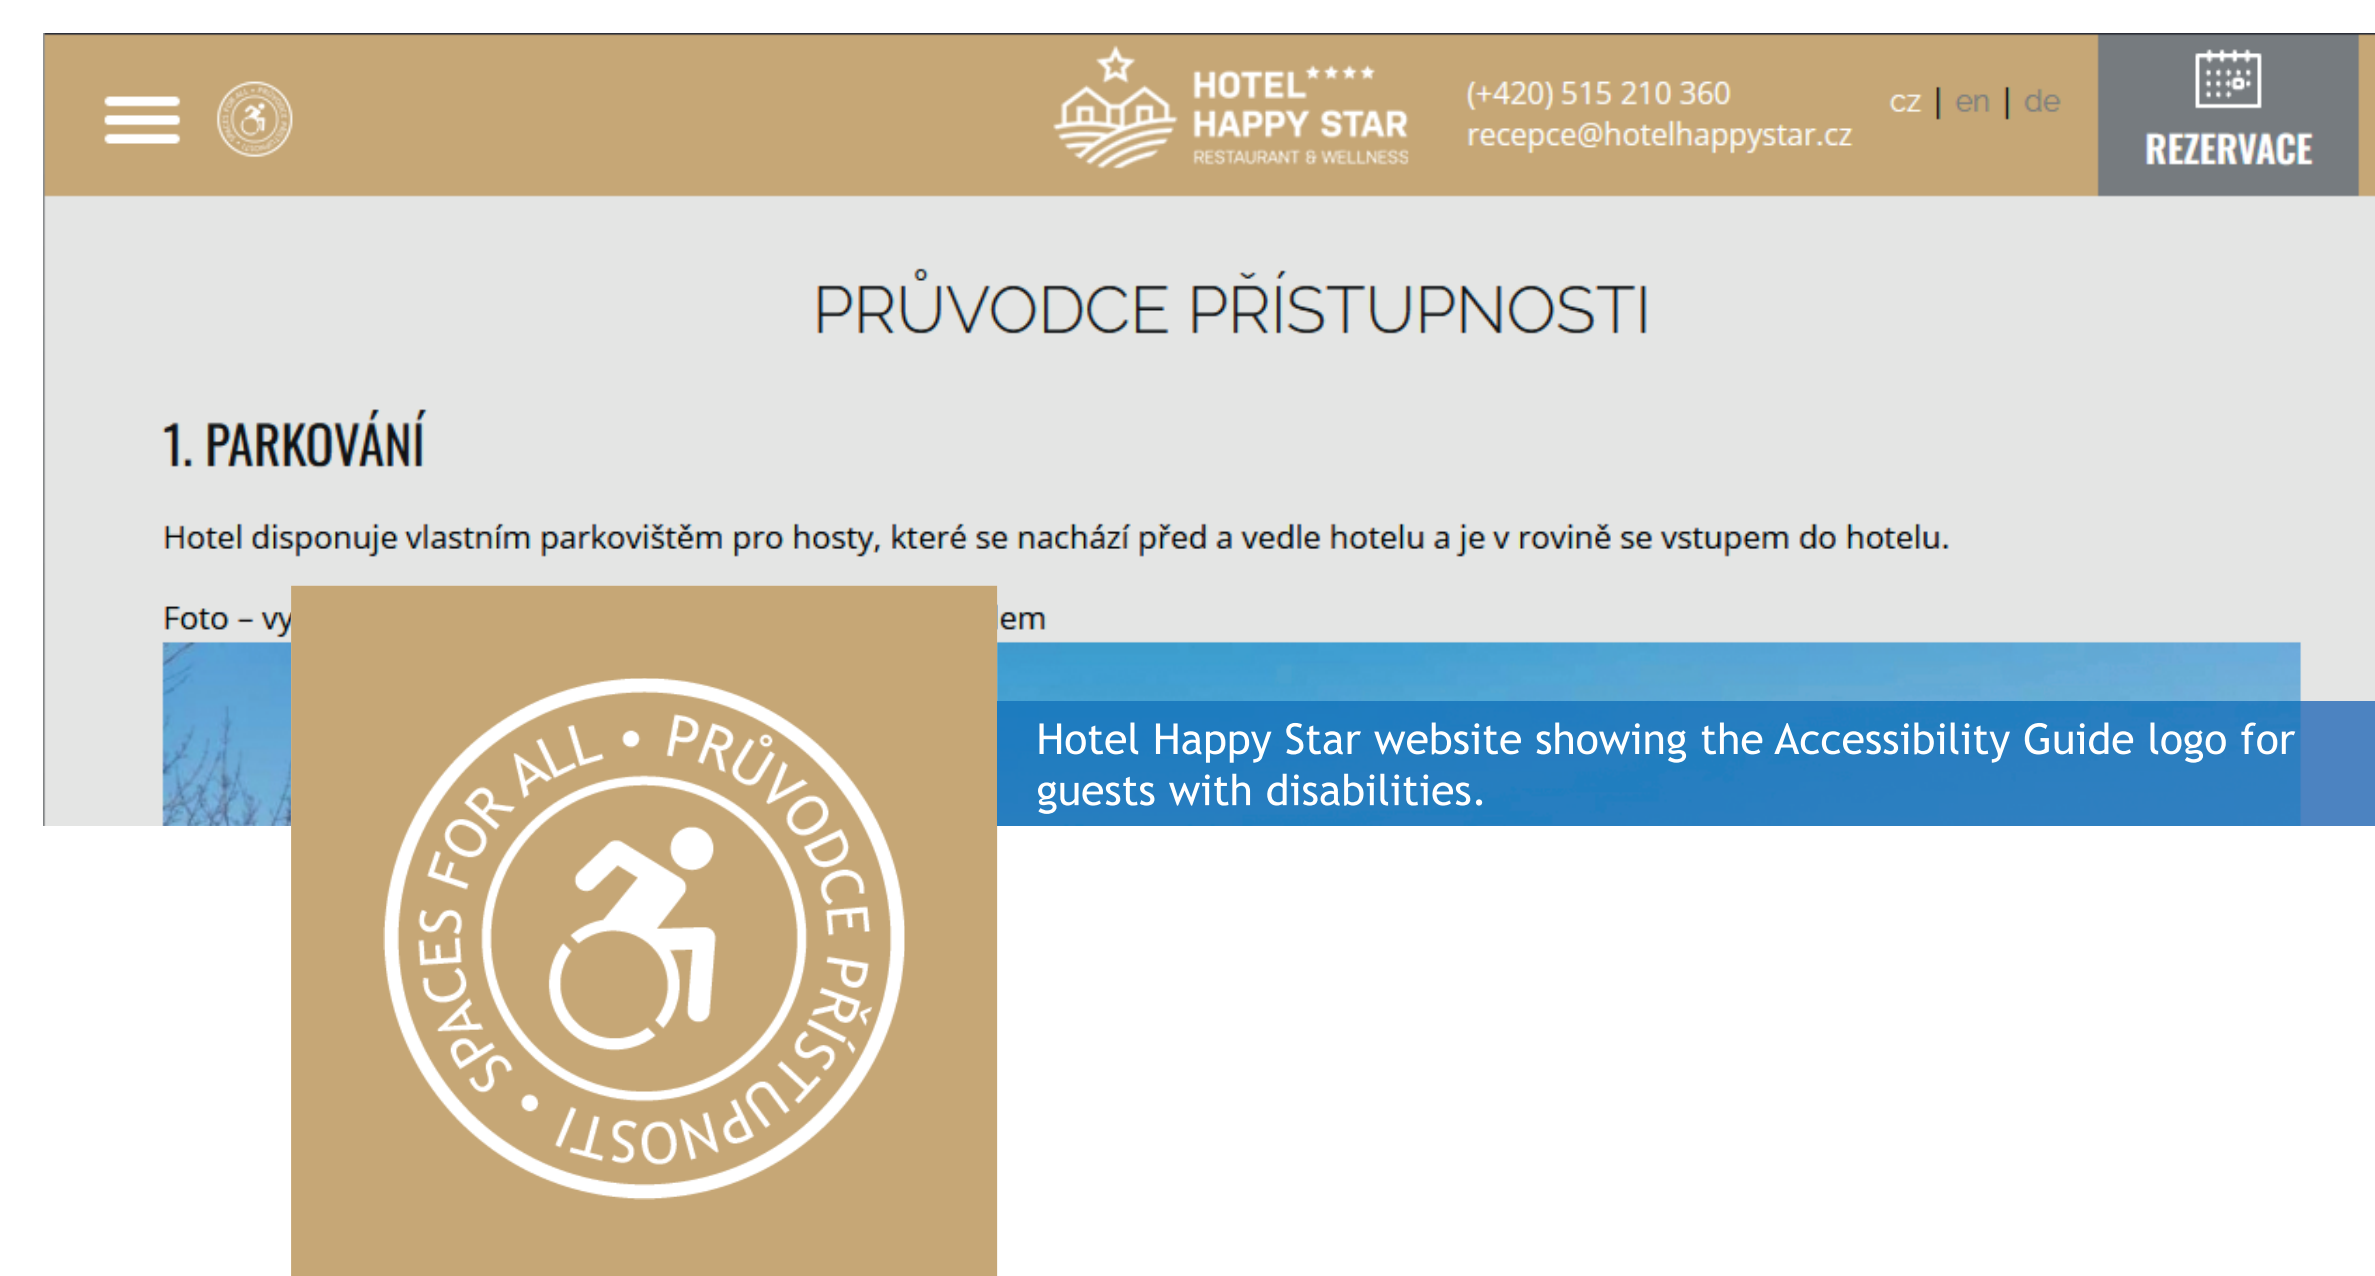 HOTEL****
HAPPY STAR
RESTAURANT & WELLNESS
(+420) 515 210 360
recepce@hotelhappystar.cz
cz | en | de
REZERVACE
PRŮVODCE PŘÍSTUPNOSTI
1. PARKOVÁNÍ
Hotel disponuje vlastním parkovištěm pro hosty, které se nachází před a vedle hotelu a je v rovině se vstupem do hotelu.
Foto –
Hotel Happy Star website showing the Accessibility Guide logo for
guests with disabilities.
SPACES FOR ALL • PRŮVODCE PŘÍSTUPNOSTI •